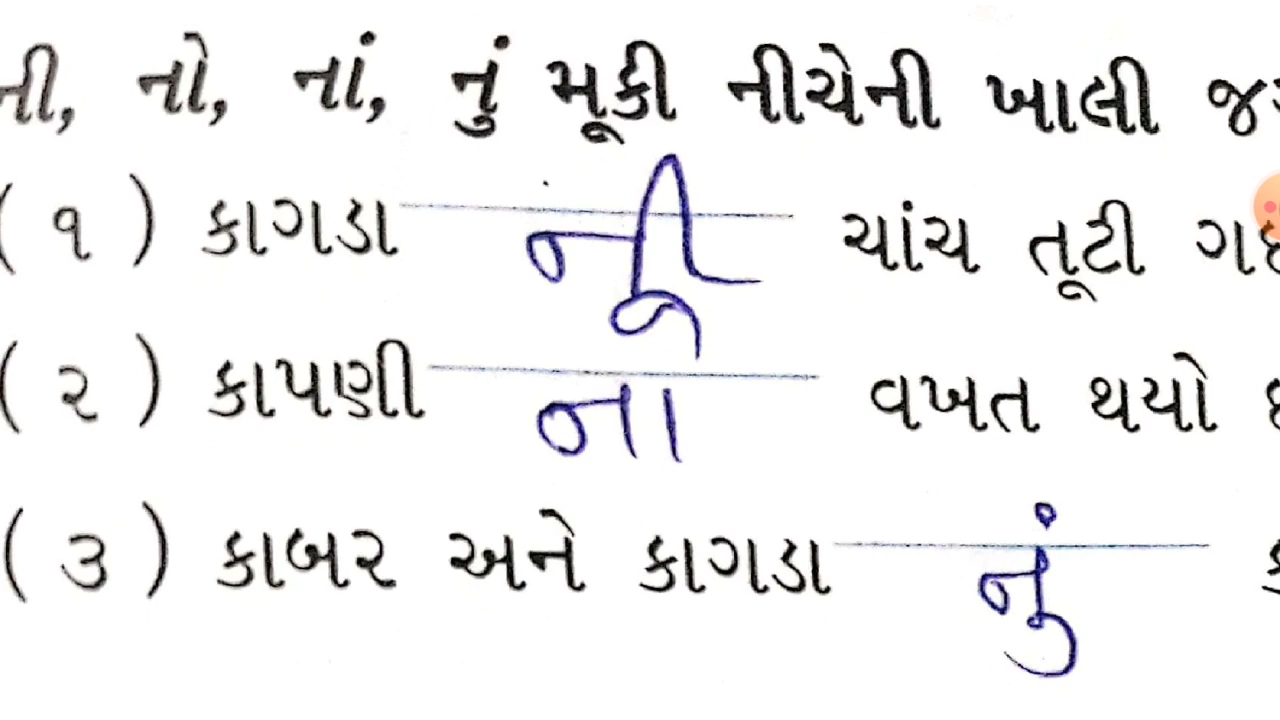 ની, નો, નાં, નું મૂકી નીચેની ખાલી
( ૧ ) કાગડા ની ચાંચ તૂટી
( ૨ ) કાપણી નો વખત થયો
( ૩ ) કાબર અને કાગડા નું